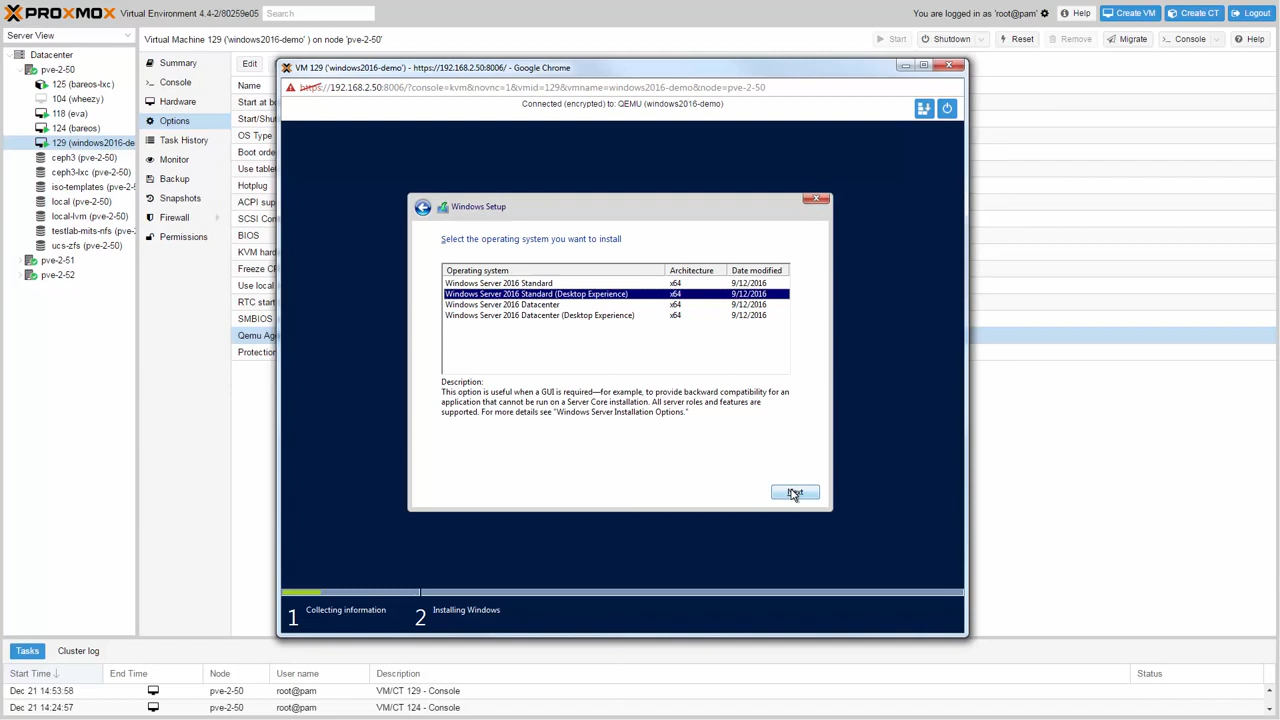 PROXMOX Virtual Environment 4.4-2/80259e05 Search
You are logged in as 'root@pam' Help Create VM Create CT Logout
Server View
Virtual Machine 129 ('windows2016-demo' ) on node 'pve-2-50'
Start Shutdown Reset Remove Migrate Console Help
Datacenter
pve-2-50
125 (bareos-lxc)
104 (wheezy)
118 (eva)
124 (bareos)
129 (windows2016-de
ceph3 (pve-2-50)
ceph3-lxc (pve-2-50)
iso-templates (pve-2-
local (pve-2-50)
local-lvm (pve-2-50)
testlab-mits-nfs (pve-
ucs-zfs (pve-2-50)
pve-2-51
pve-2-52
Summary
Console
Hardware
Options
Task History
Monitor
Backup
Snapshots
Firewall
Permissions
Edit
Name
Start at b
Start/Shut
OS Type
Boot orde
Use tablet
Hotplug
ACPI supp
SCSI Con
BIOS
KVM hard
Freeze CP
Use local
RTC start
SMBIOS
Qemu Age
Protection
VM 129 ('windows2016-demo') - https://192.168.2.50:8006/ - Google Chrome
https://192.168.2.50:8006/?console=kvm&novnc=1&vmid=129&vmname=windows2016-demo&node=pve-2-50
Connected (encrypted) to: QEMU (windows2016-demo)
Windows Setup
Select the operating system you want to install
Operating system Architecture Date modified
Windows Server 2016 Standard x64 9/12/2016
Windows Server 2016 Standard (Desktop Experience) x64 9/12/2016
Windows Server 2016 Datacenter x64 9/12/2016
Windows Server 2016 Datacenter (Desktop Experience) x64 9/12/2016
Description:
This option is useful when a GUI is required—for example, to provide backward compatibility for an
application that cannot be run on a Server Core installation. All server roles and features are
supported. For more details see "Windows Server Installation Options."
Next
1 Collecting information 2 Installing Windows
Tasks Cluster log
Start Time End Time Node User name Description Status
Dec 21 14:53:58 pve-2-50 root@pam VM/CT 129 - Console
Dec 21 14:24:57 pve-2-50 root@pam VM/CT 124 - Console